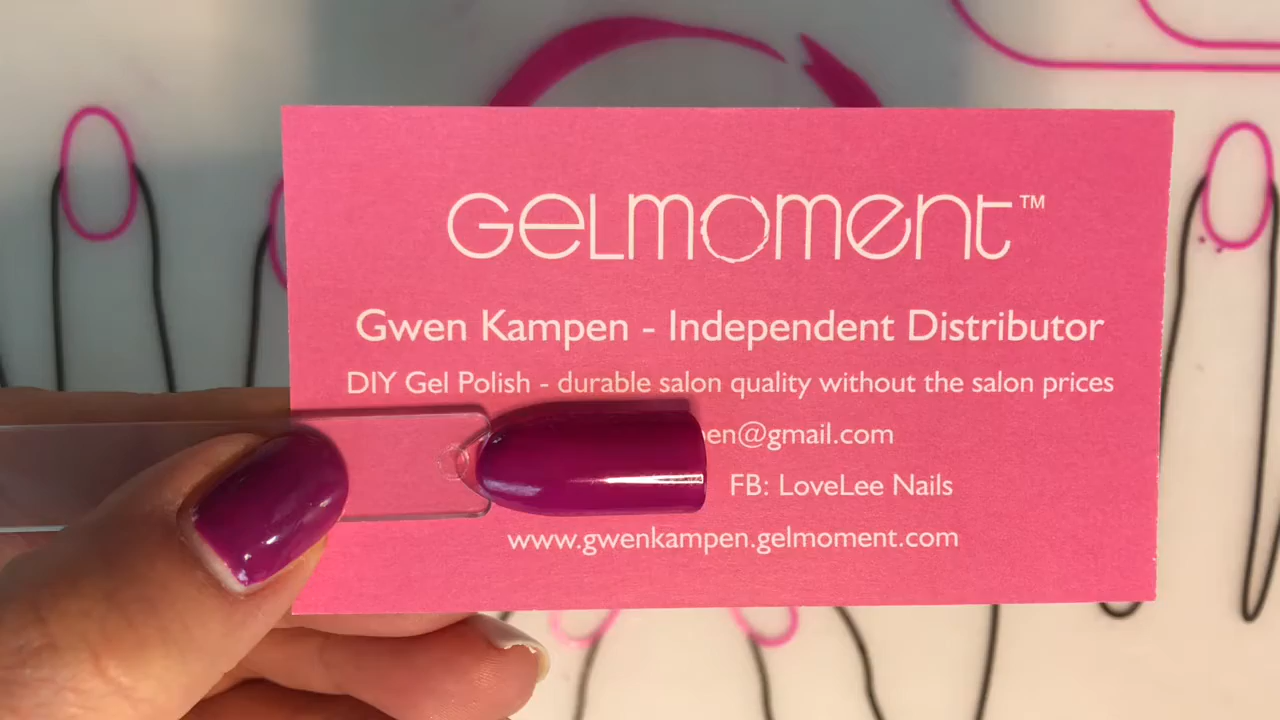 GELMOMENT™
Gwen Kampen - Independent Distributor
DIY Gel Polish - durable salon quality without the salon prices
en@gmail.com
FB: LoveLee Nails
www.gwenkampen.gelmoment.com